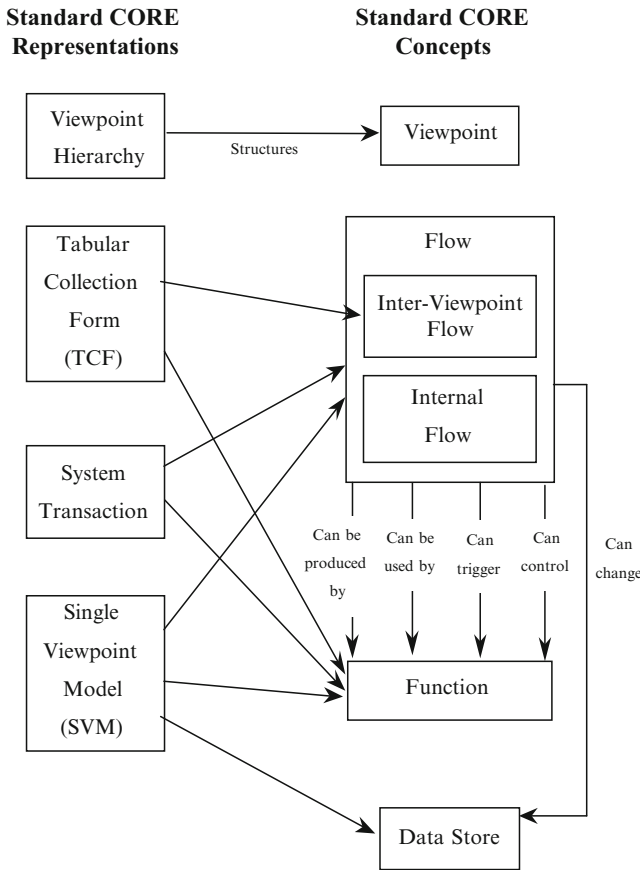 Standard CORE
Representations
Standard CORE
Concepts
Viewpoint
Hierarchy
Structures
Viewpoint
Tabular
Collection
Form
(TCF)
Flow
Inter-Viewpoint
Flow
Internal
Flow
System
Transaction
Can be
produced
by
Can be
used by
Can
trigger
Can
control
Can
change
Single
Viewpoint
Model
(SVM)
Function
Data Store